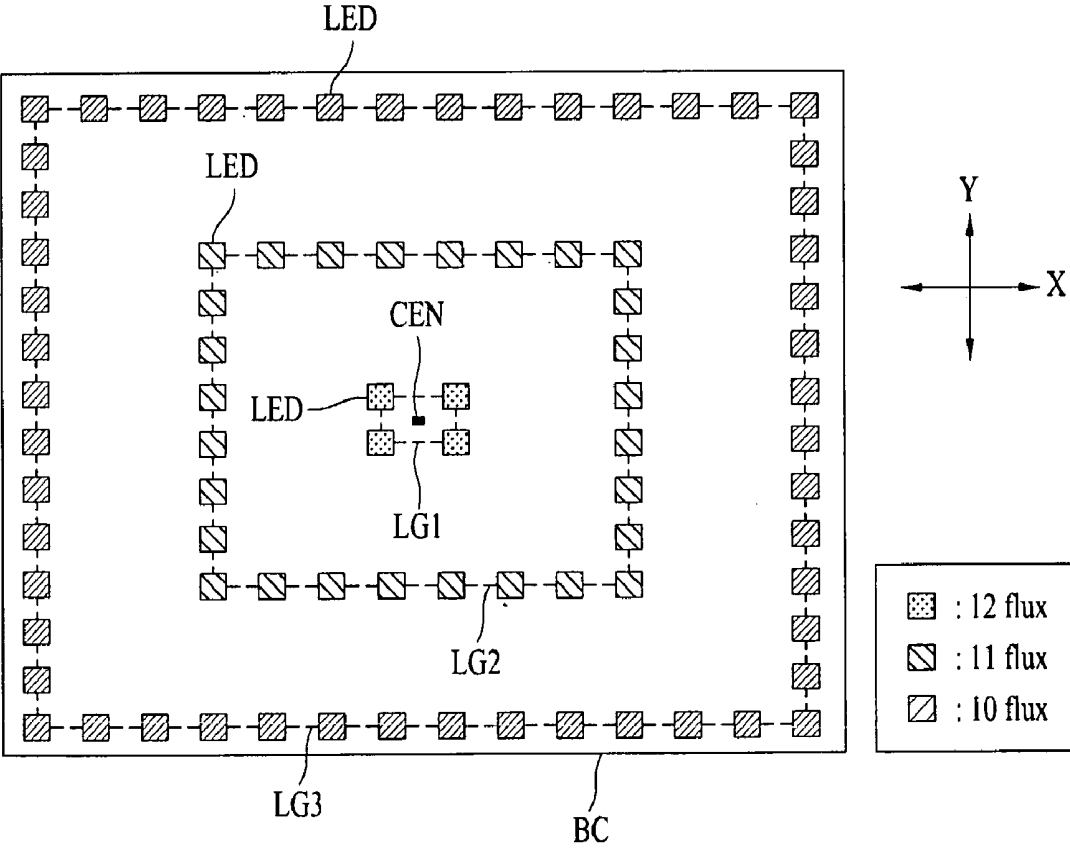 LED
LED
Y
X
CEN
LED
LG1
: 12 flux
: 11 flux
: 10 flux
LG2
LG3
BC